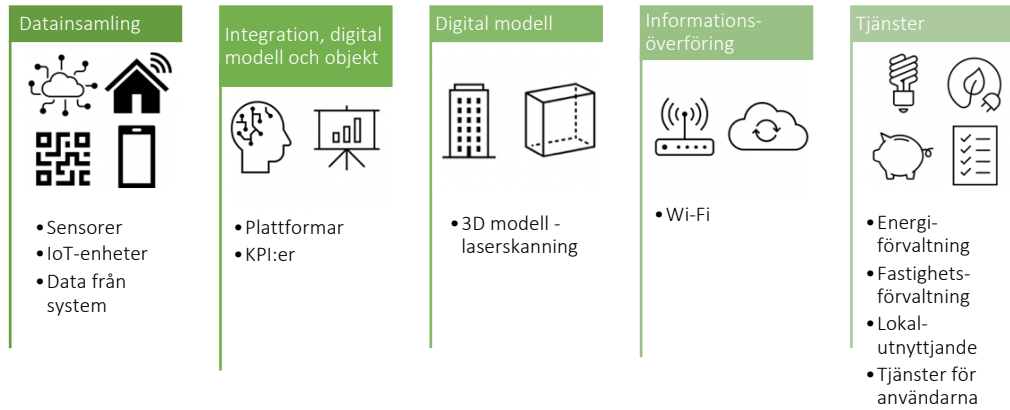 Datainsamling
• Sensorer
• IoT-enheter
• Data från
system
Integration, digital
modell och objekt
• Plattformar
• KPI:er
Digital modell
• 3D modell -
laserskanning
Informations-
överföring
• Wi-Fi
Tjänster
• Energi-
förvaltning
• Fastighets-
förvaltning
• Lokal-
utnyttjande
• Tjänster för
användarna